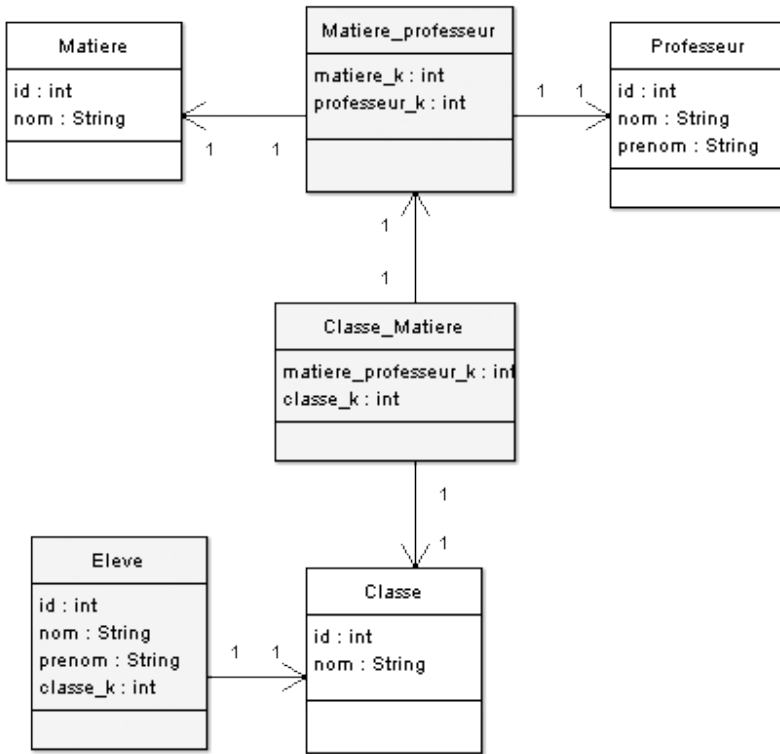 Matiere
id : int
nom : String
1
1
Matiere_professeur
matiere_k : int
professeur_k : int
1
1
Professeur
id : int
nom : String
prenom : String
1
1
Classe_Matiere
matiere_professeur_k : int
classe_k : int
1
1
Eleve
id : int
nom : String
prenom : String
classe_k : int
1
1
Classe
id : int
nom : String